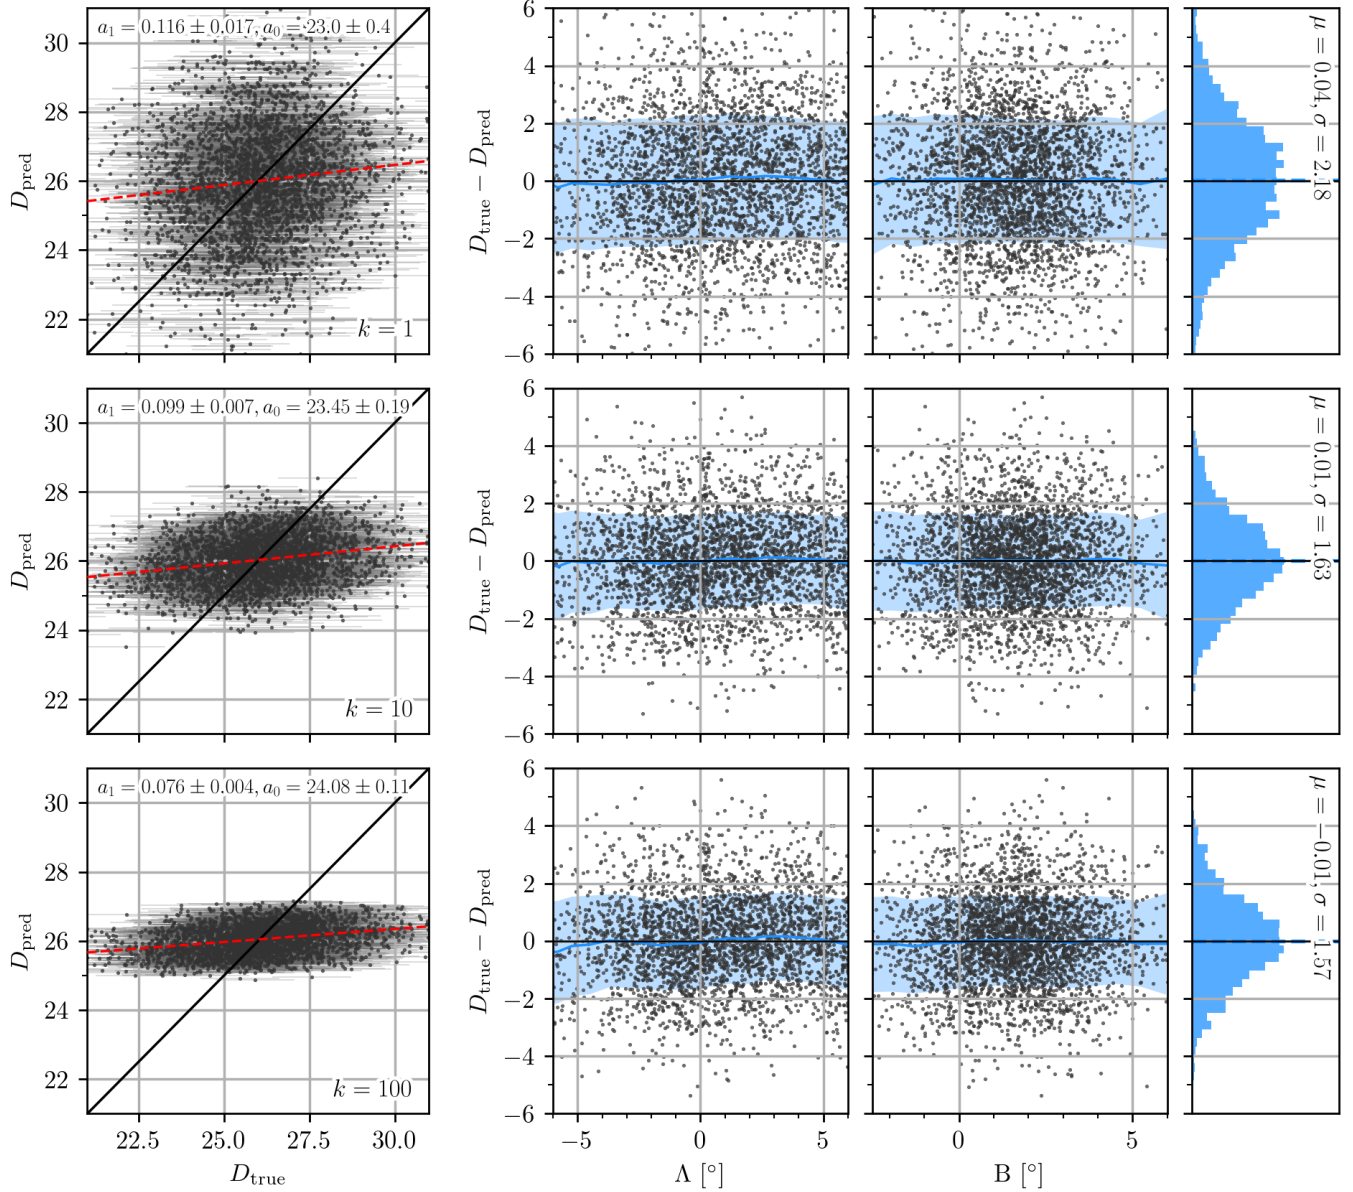 a₁ = 0.116 ± 0.017, a₀ = 23.0 ± 0.4
30
28
26
24
22
D_pred
k = 1
6
4
2
0
−2
−4
−6
D_true − D_pred
μ = 0.04, σ = 2.18
a₁ = 0.099 ± 0.007, a₀ = 23.45 ± 0.19
30
28
26
24
22
D_pred
k = 10
6
4
2
0
−2
−4
−6
D_true − D_pred
μ = 0.01, σ = 1.63
a₁ = 0.076 ± 0.004, a₀ = 24.08 ± 0.11
30
28
26
24
22
D_pred
k = 100
6
4
2
0
−2
−4
−6
D_true − D_pred
μ = −0.01, σ = 1.57
22.5 25.0 27.5 30.0
D_true
−5 0 5
Λ [°]
0 5
B [°]